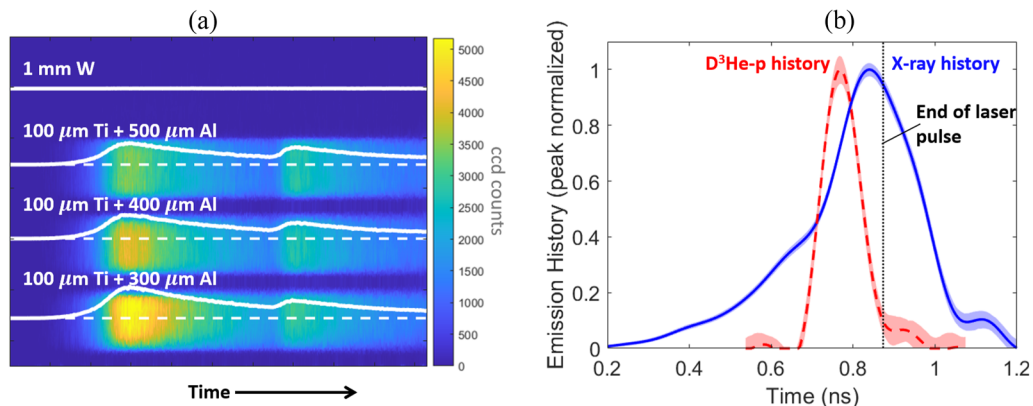 (a)
1 mm W
100 μm Ti + 500 μm Al
100 μm Ti + 400 μm Al
100 μm Ti + 300 μm Al
Time
5000
4500
4000
3500
3000
2500
2000
1500
1000
500
0
ccd counts
(b)
D³He-p history
X-ray history
End of laser
pulse
Emission History (peak normalized)
1
0.8
0.6
0.4
0.2
0
0.2
0.4
0.6
0.8
1
1.2
Time (ns)